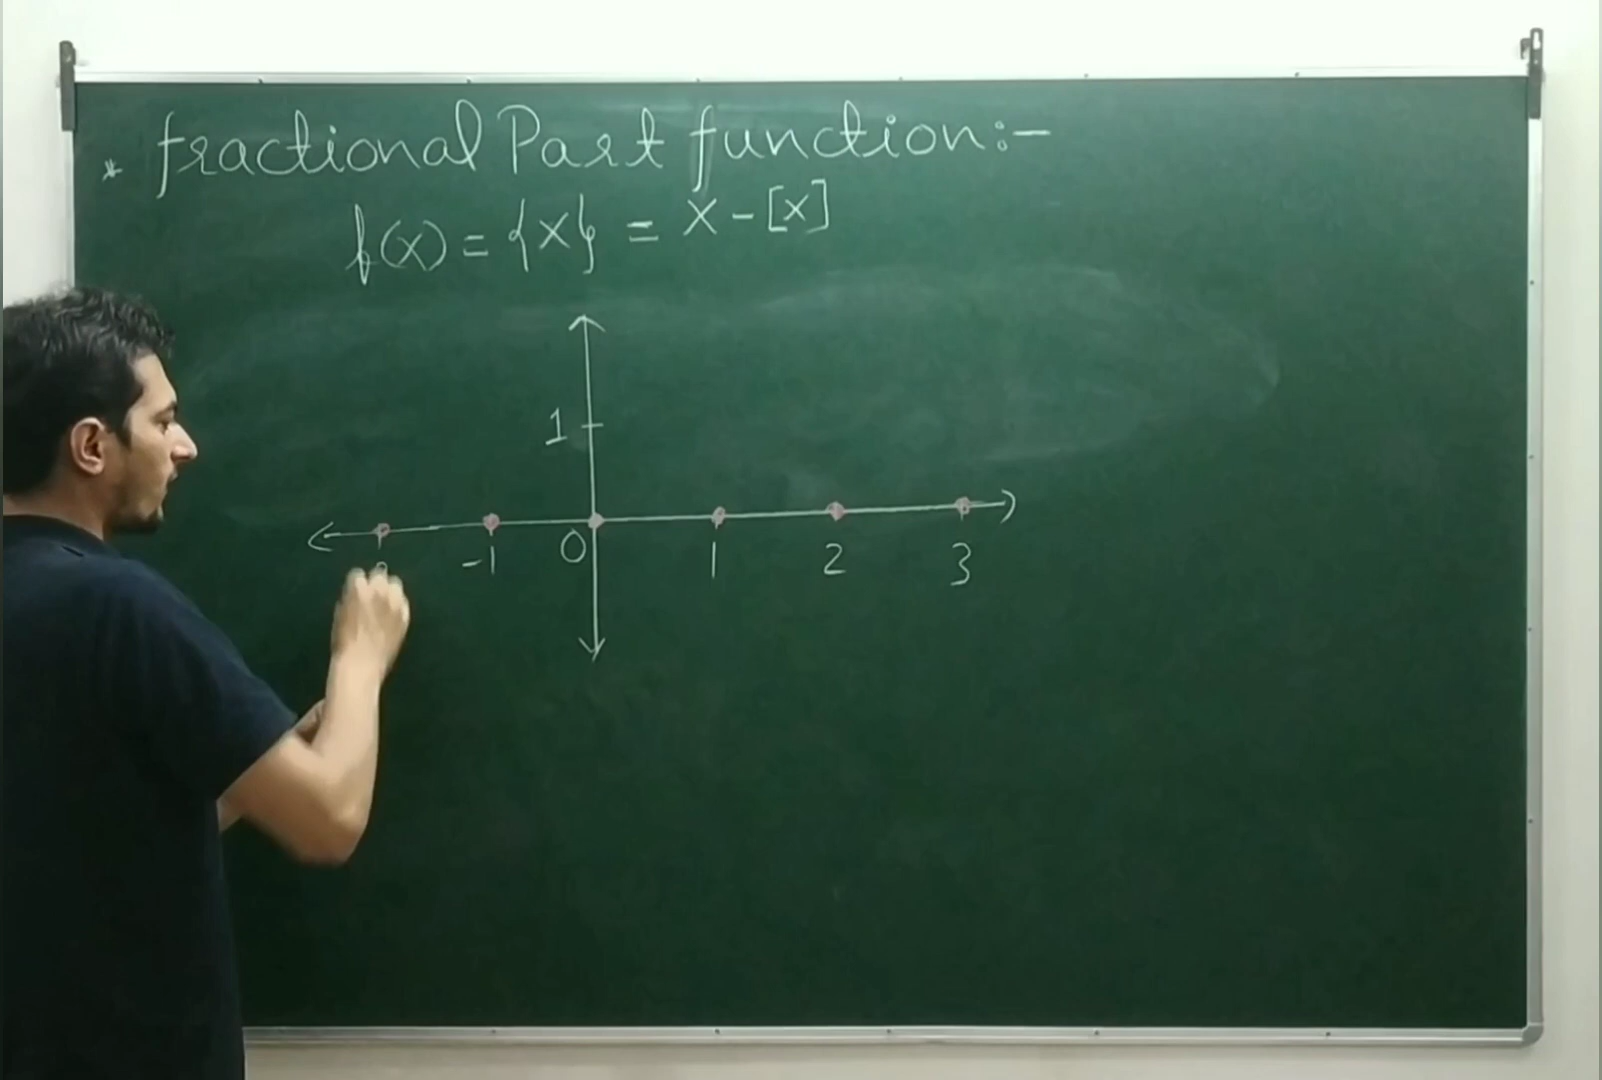 * fractional Part function:-
f(x) = {x} = x - [x]
1
-1 0 1 2 3